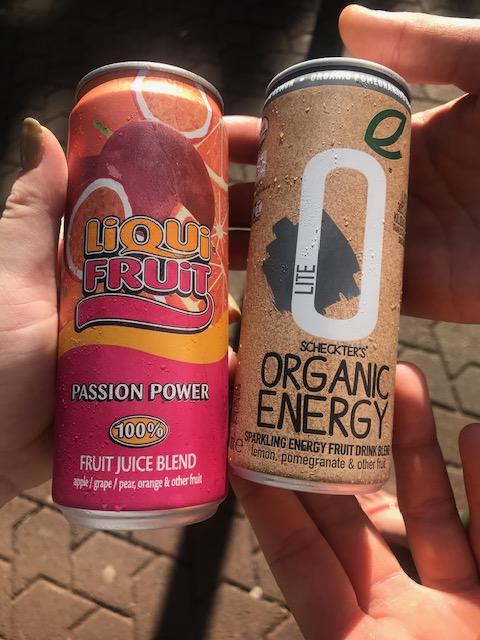 LiQUi
FRUiT
PASSION POWER
100%
FRUIT JUICE BLEND
apple / grape / pear, orange & other fruit
ORGANIC
LITE
SCHECKTER'S
ORGANIC
ENERGY
SPARKLING ENERGY FRUIT DRINK BLEND
lemon, pomegranate & other fruit